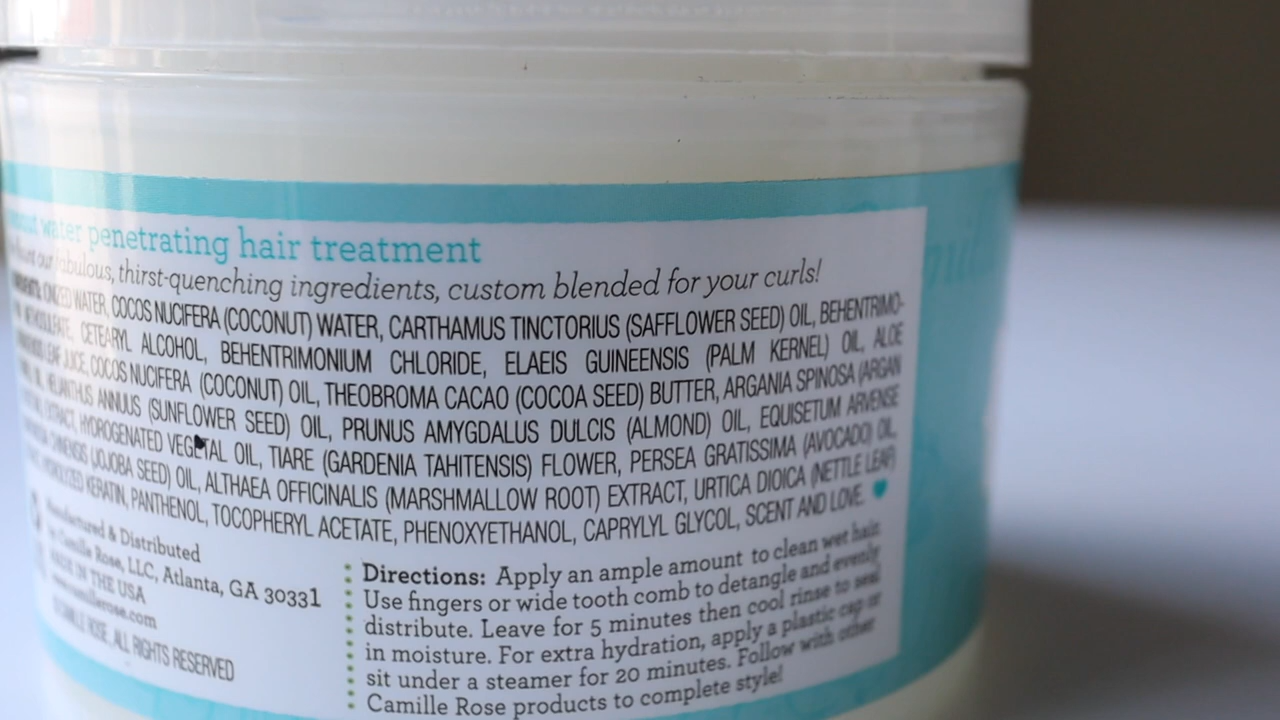 water penetrating hair treatment
our fabulous, thirst-quenching ingredients, custom blended for your curls!
WATER, COCOS NUCIFERA (COCONUT) WATER, CARTHAMUS TINCTORIUS (SAFFLOWER SEED) OIL, BEHENTRIMO-
CETEARYL ALCOHOL, BEHENTRIMONIUM CHLORIDE, ELAEIS GUINEENSIS (PALM KERNEL) OIL, ALOE
LEAF JUICE, COCOS NUCIFERA (COCONUT) OIL, THEOBROMA CACAO (COCOA SEED) BUTTER, ARGANIA SPINOSA (ARGAN
OIL, HELIANTHUS ANNUUS (SUNFLOWER SEED) OIL, PRUNUS AMYGDALUS DULCIS (ALMOND) OIL, EQUISETUM ARVENSE
EXTRACT, HYDROGENATED VEGETAL OIL, TIARE (GARDENIA TAHITENSIS) FLOWER, PERSEA GRATISSIMA (AVOCADO) OIL,
(JOJOBA SEED) OIL, ALTHAEA OFFICINALIS (MARSHMALLOW ROOT) EXTRACT, URTICA DIOICA (NETTLE LEAF)
KERATIN, PANTHENOL, TOCOPHERYL ACETATE, PHENOXYETHANOL, CAPRYLYL GLYCOL, SCENT AND LOVE.
Manufactured & Distributed
Camille Rose, LLC, Atlanta, GA 30331
MADE IN THE USA
CAMILLE ROSE. ALL RIGHTS RESERVED
Directions: Apply an ample amount to clean wet hair.
Use fingers or wide tooth comb to detangle and evenly
distribute. Leave for 5 minutes then cool rinse to seal
in moisture. For extra hydration, apply a plastic cap or
sit under a steamer for 20 minutes. Follow with other
Camille Rose products to complete style!